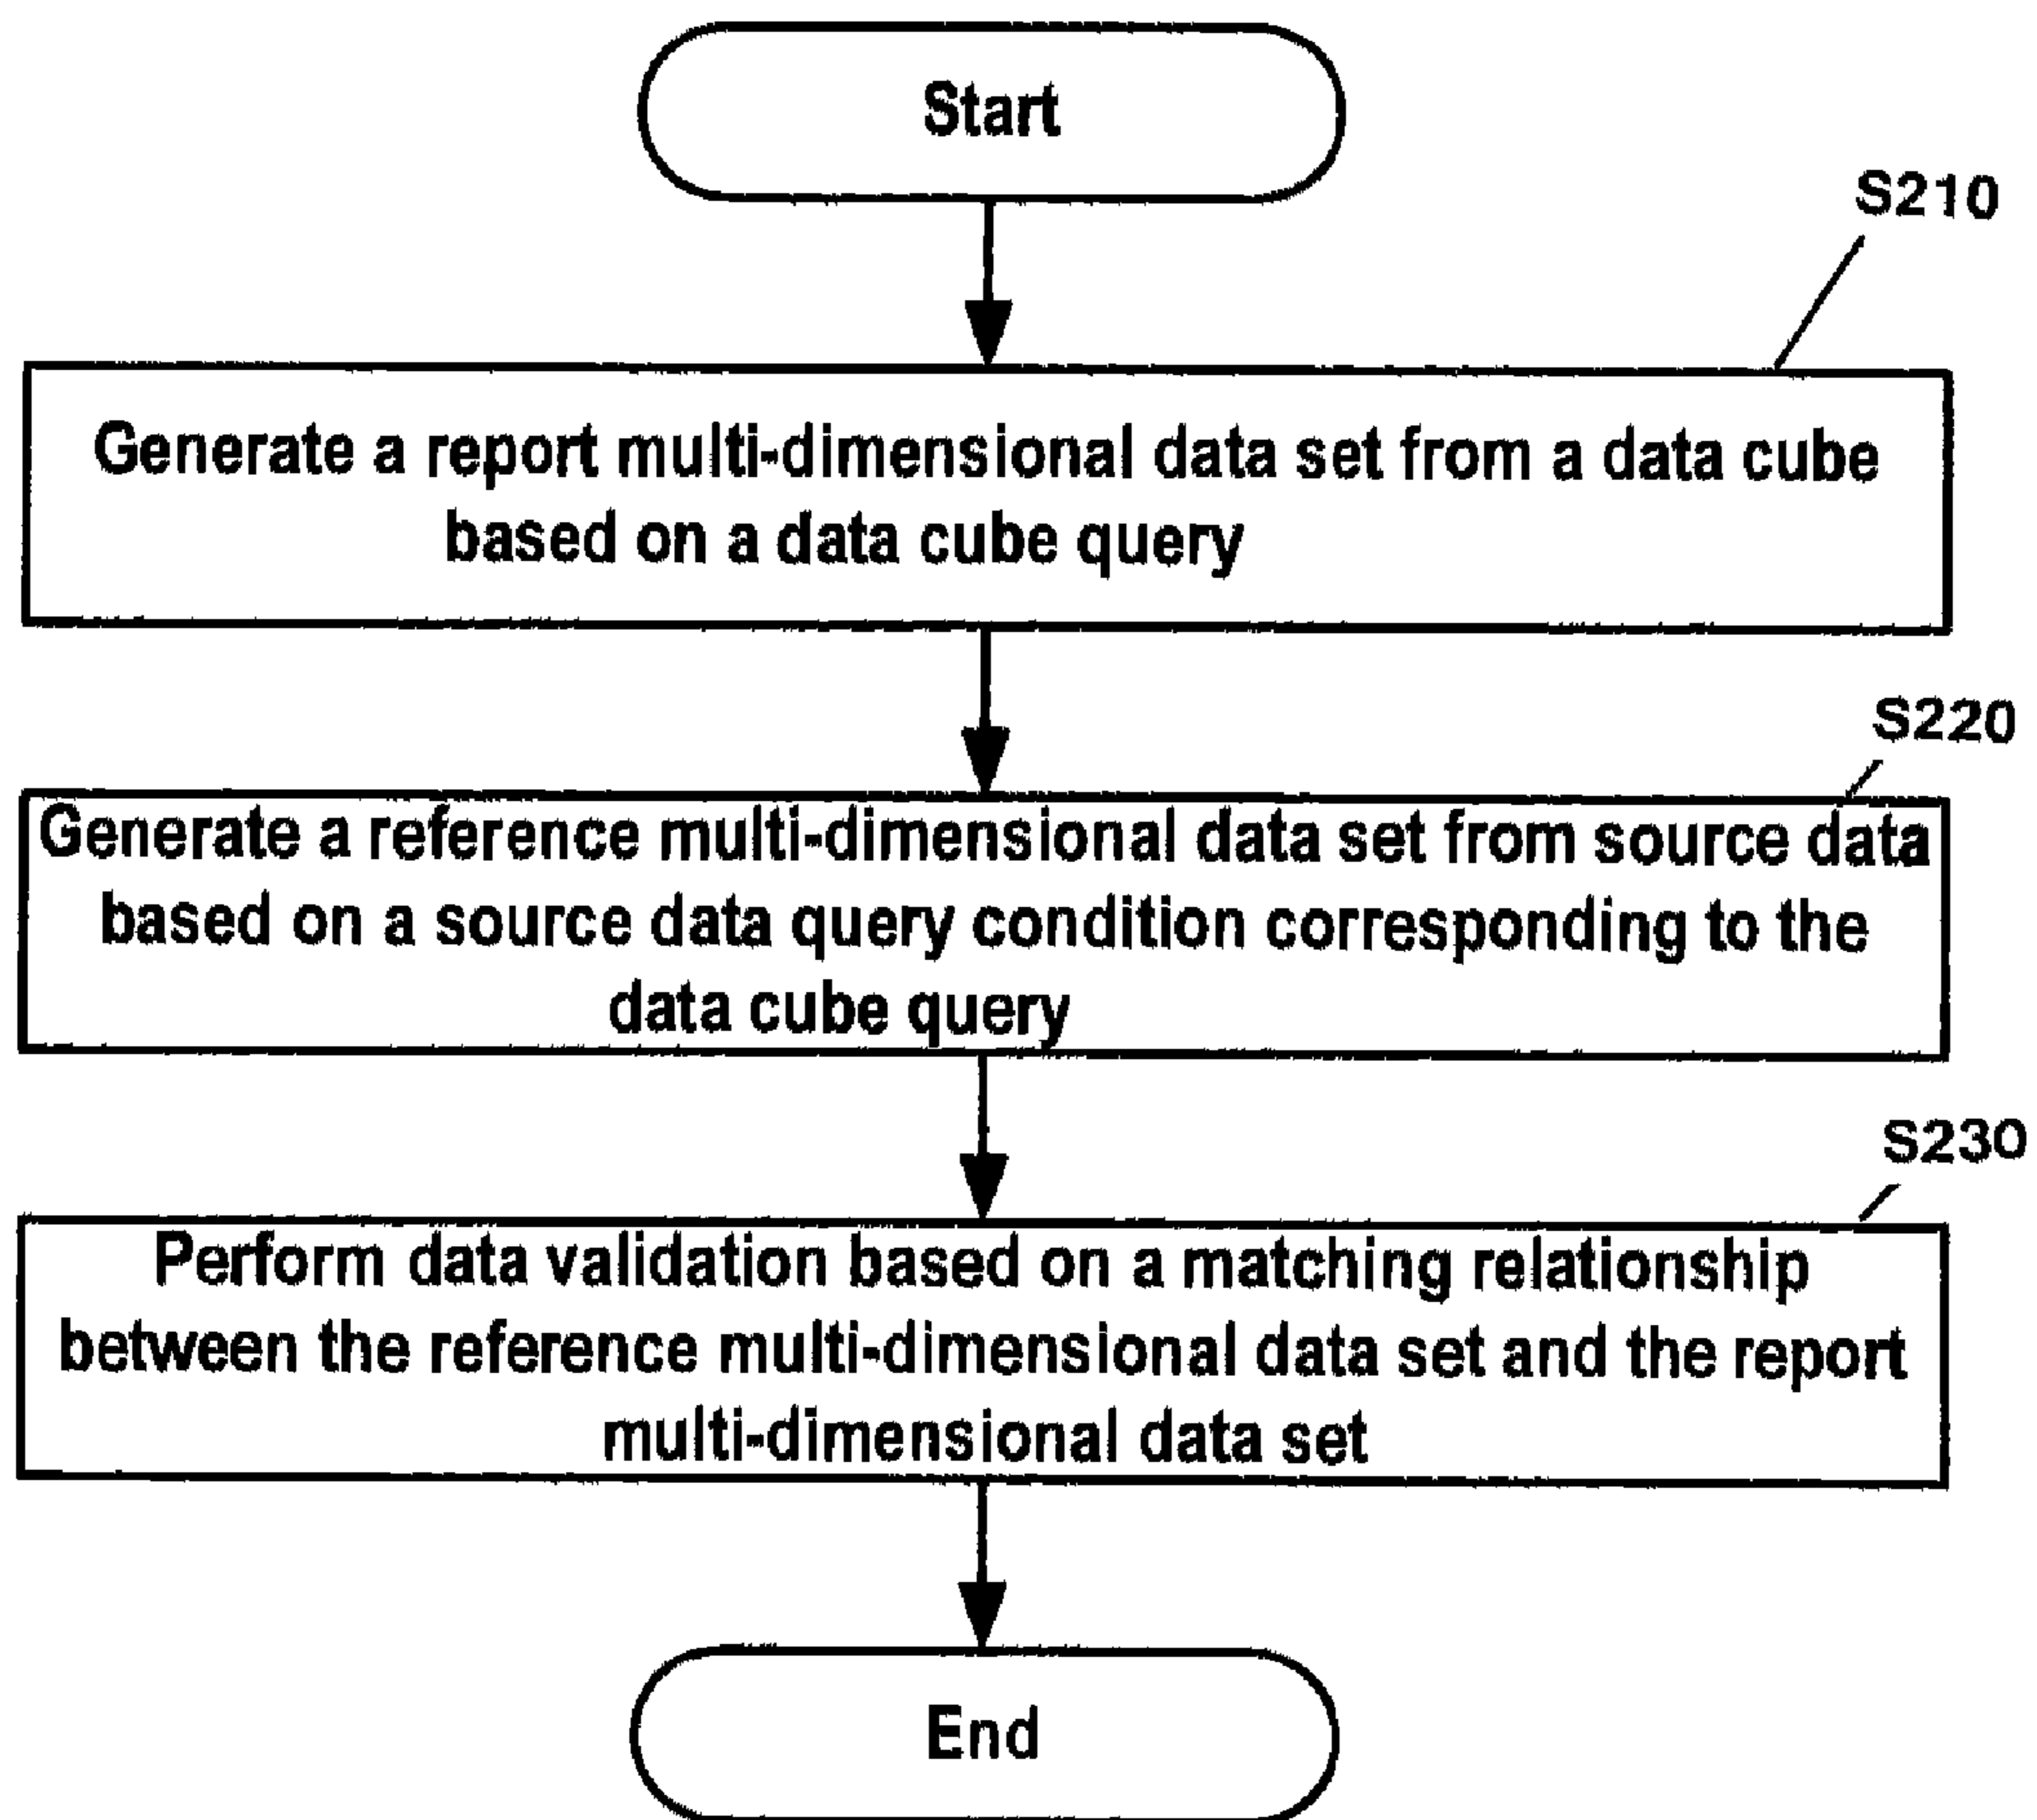 Start
S210
Generate a report multi-dimensional data set from a data cube
based on a data cube query
S220
Generate a reference multi-dimensional data set from source data
based on a source data query condition corresponding to the
data cube query
S230
Perform data validation based on a matching relationship
between the reference multi-dimensional data set and the report
multi-dimensional data set
End